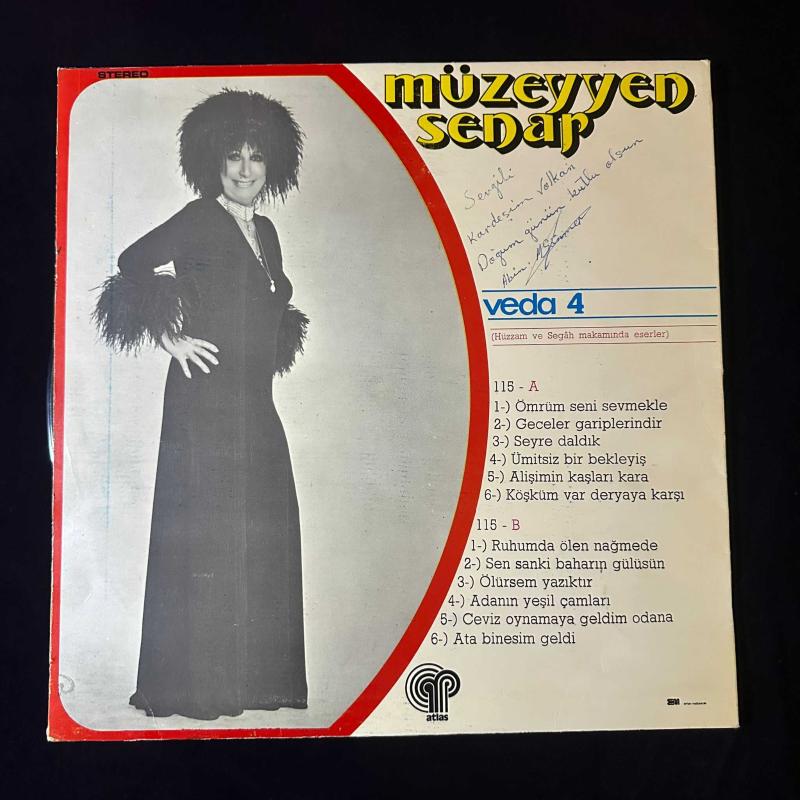 STEREO
müzeyyen
senar
Sevgili
Kardeşim Volkan
Doğum günün kutlu olsun
Abin.
veda 4
(Hüzzam ve Segâh makamında eserler)
115 - A
1-) Ömrüm seni sevmekle
2-) Geceler gariplerindir
3-) Seyre daldık
4-) Ümitsiz bir bekleyiş
5-) Alişimin kaşları kara
6-) Köşküm var deryaya karşı
115 - B
1-) Ruhumda ölen nağmede
2-) Sen sanki baharın gülüsün
3-) Ölürsem yazıktır
4-) Adanın yeşil çamları
5-) Ceviz oynamaya geldim odana
6-) Ata binesim geldi
atlas